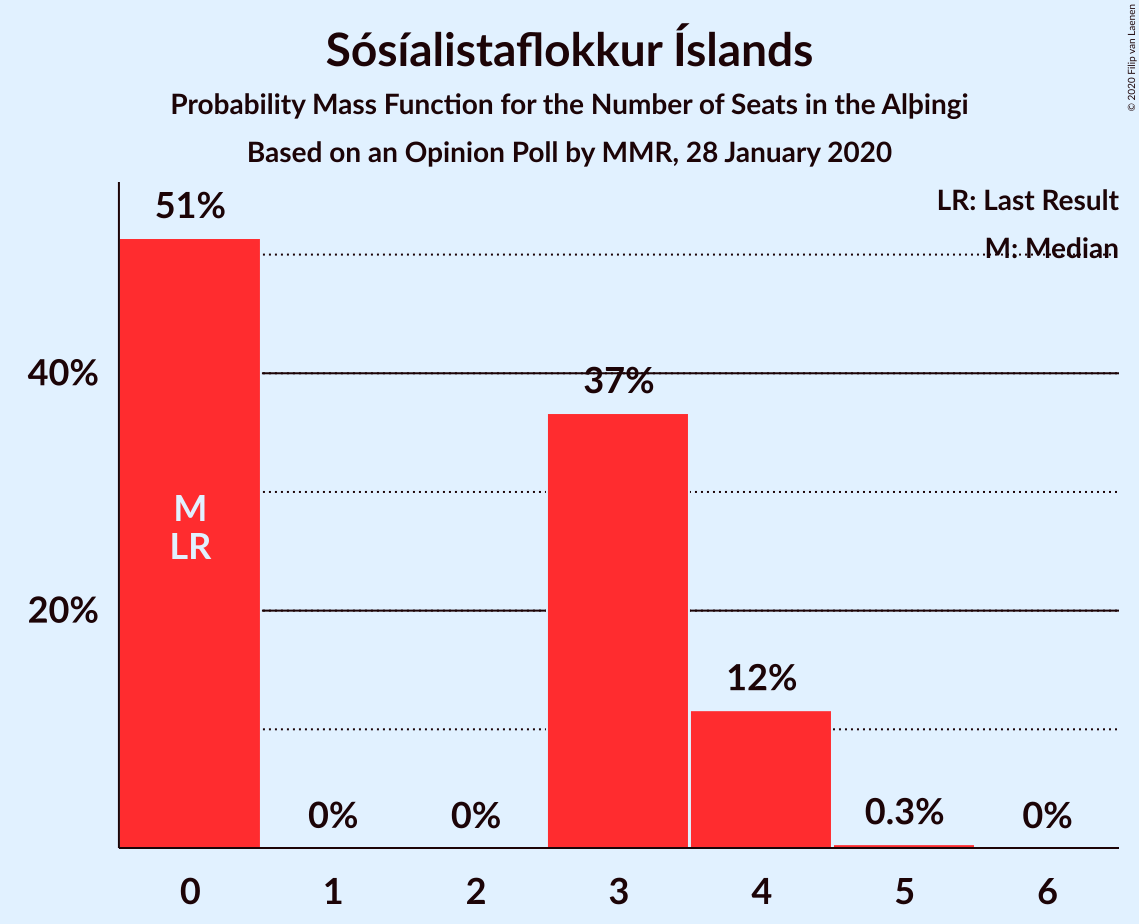 Sósíalistaflokkur Íslands
Probability Mass Function for the Number of Seats in the Alþingi
Based on an Opinion Poll by MMR, 28 January 2020
© 2020 Filip van Laenen
LR: Last Result
M: Median
51%
40%
37%
M
LR
20%
12%
0%
0%
0.3%
0%
0
1
2
3
4
5
6